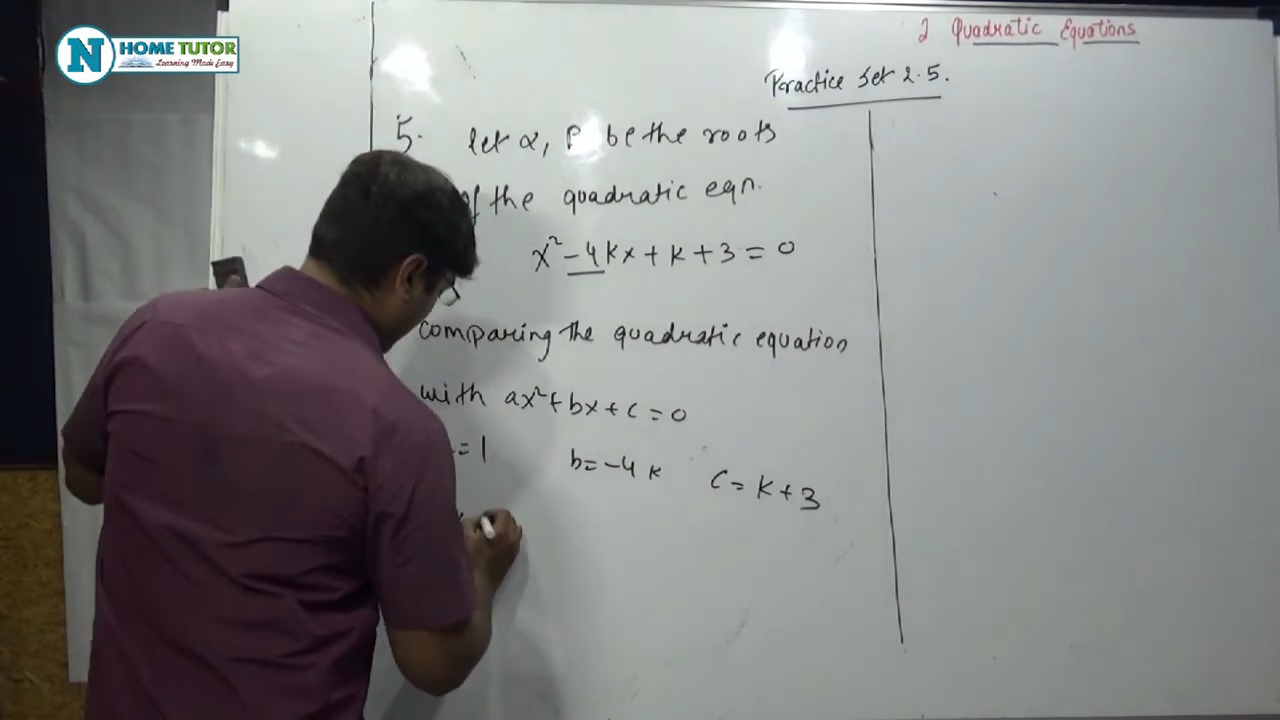 N HOME TUTOR
Learning Made Easy
2 Quadratic Equations
Practice Set 2.5.
5. let α, β be the roots
of the quadratic eqn.
x² - 4kx + k + 3 = 0
comparing the quadratic equation
with ax² + bx + c = 0
= 1 b = -4k c = k + 3